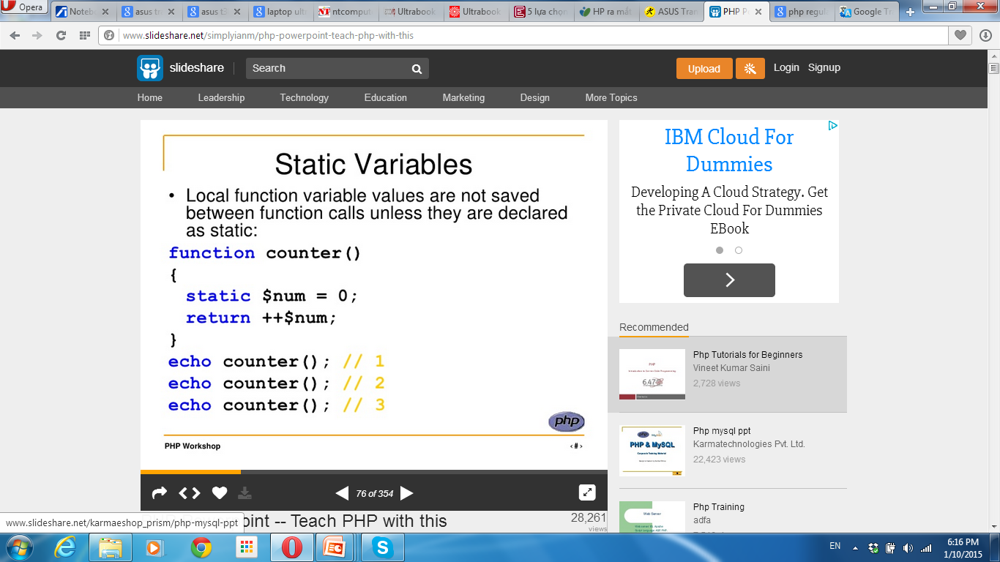 Opera
Noteb
asus tr
asus t3
laptop ult
ntcomput
Ultrabook
Ultrabook
5 lựa chọn
HP ra mắt
ASUS Tran
PHP Po
php regul
Google Tr
www.slideshare.net/simplyianm/php-powerpoint-teach-php-with-this
slideshare
Search
Upload
Login Signup
Home Leadership Technology Education Marketing Design More Topics
Static Variables
• Local function variable values are not saved
between function calls unless they are declared
as static:
function counter()
{
static $num = 0;
return ++$num;
}
echo counter(); // 1
echo counter(); // 2
echo counter(); // 3
php
PHP Workshop
‹#›
76 of 354
oint -- Teach PHP with this
28,261
views
www.slideshare.net/karmaeshop_prism/php-mysql-ppt
IBM Cloud For
Dummies
Developing A Cloud Strategy. Get
the Private Cloud For Dummies
EBook
Recommended
PHP
Php Tutorials for Beginners
Vineet Kumar Saini
2,728 views
PHP & MySQL
Php mysql ppt
Karmatechnologies Pvt. Ltd.
22,423 views
Web Server
Php Training
adfa
EN
6:16 PM
1/10/2015